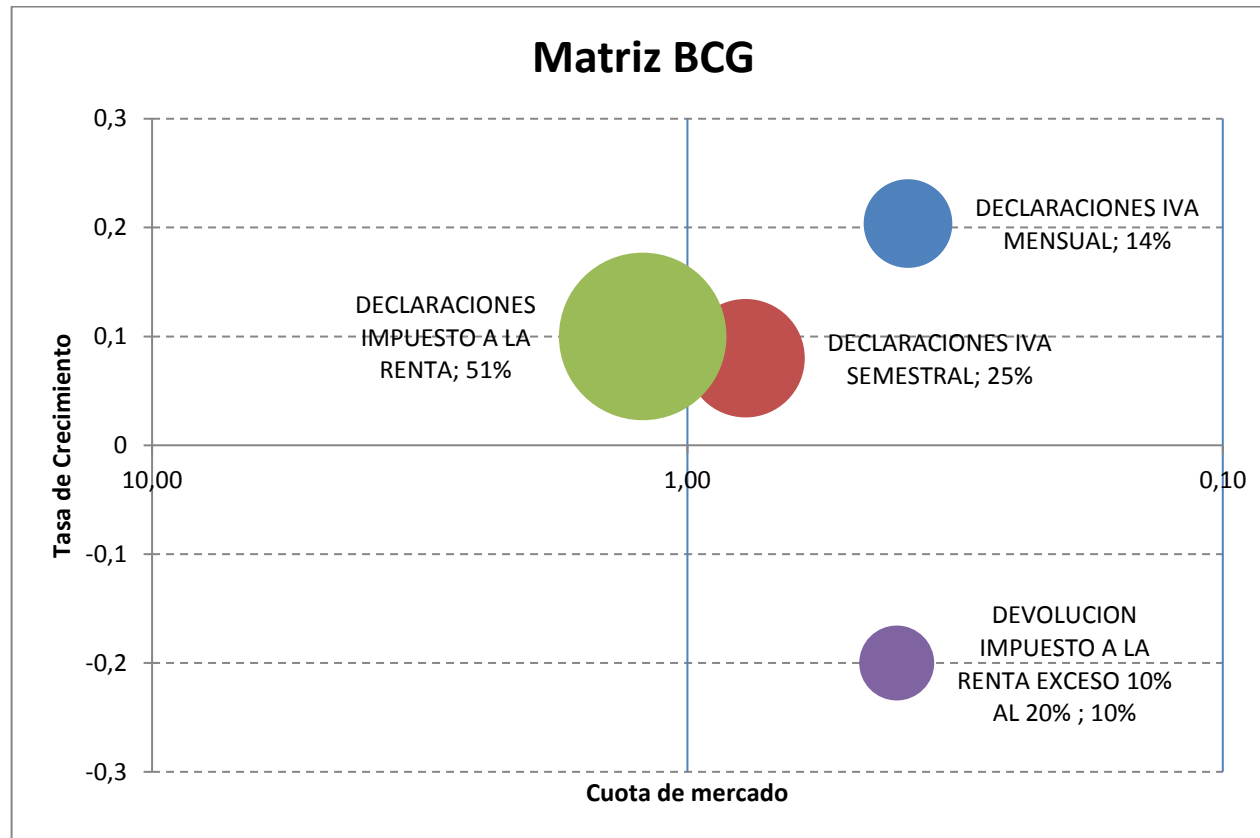 Matriz BCG
0,3
0,2
0,1
0
-0,1
-0,2
-0,3
Tasa de Crecimiento
10,00
1,00
0,10
Cuota de mercado
DECLARACIONES IVA
MENSUAL; 14%
DECLARACIONES
IMPUESTO A LA
RENTA; 51%
DECLARACIONES IVA
SEMESTRAL; 25%
DEVOLUCION
IMPUESTO A LA
RENTA EXCESO 10%
AL 20% ; 10%